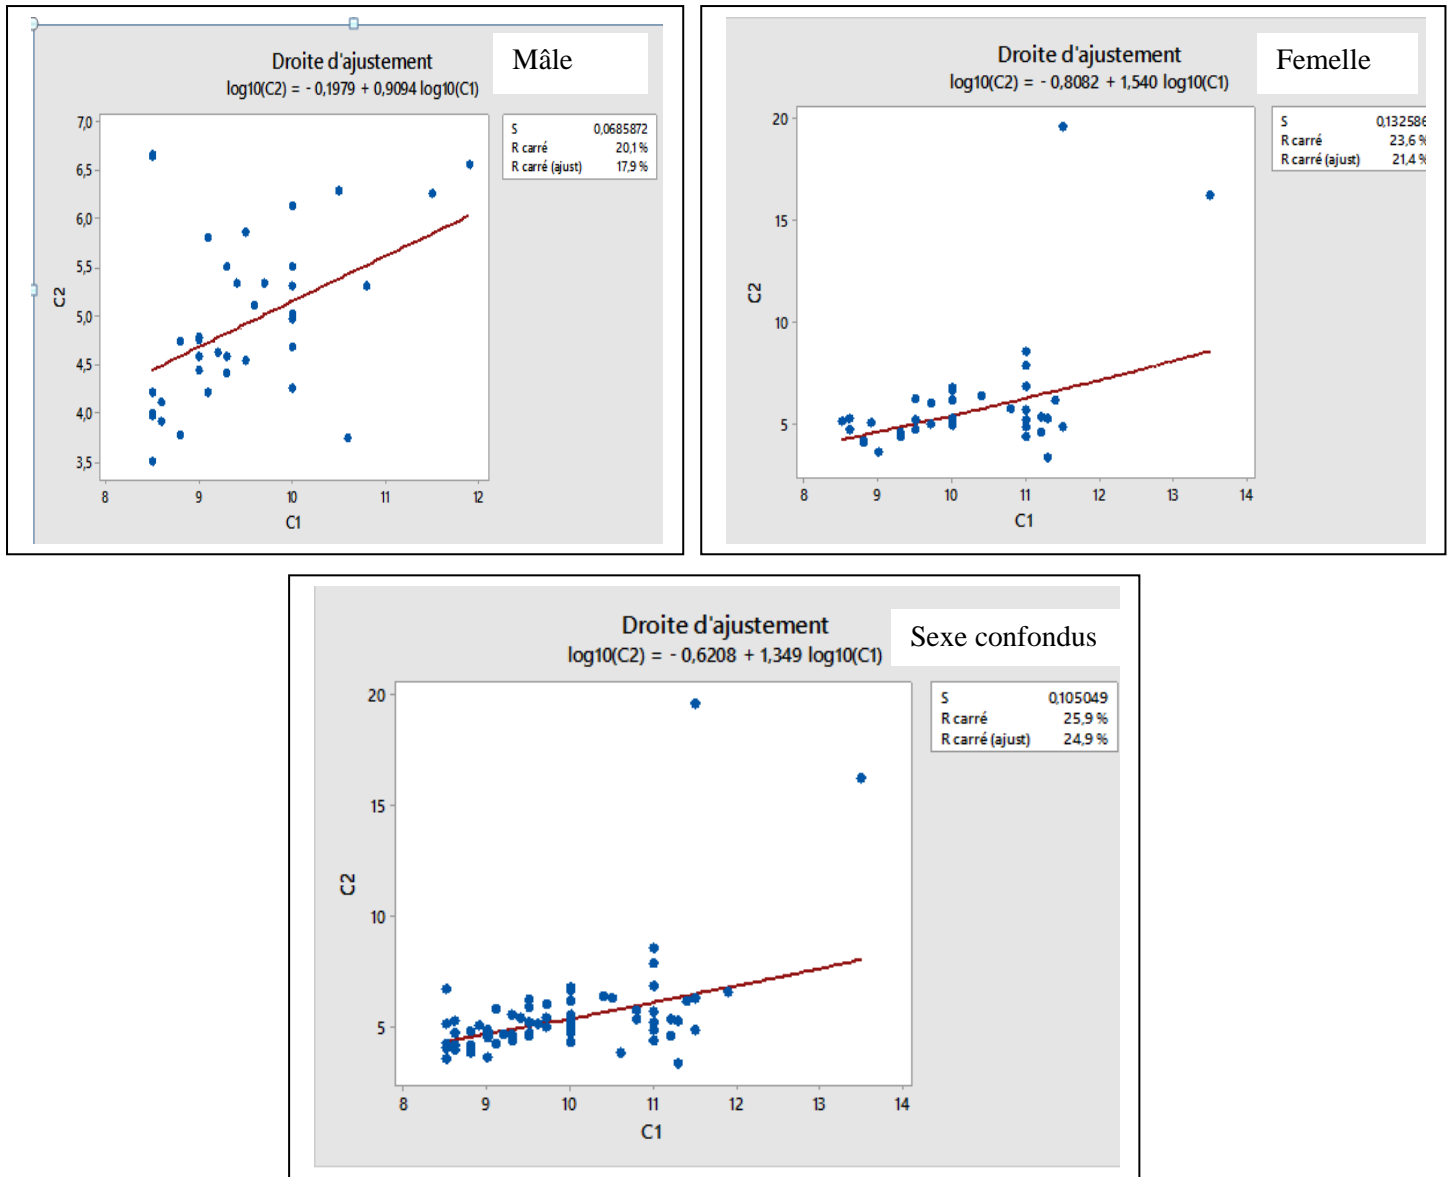 Droite d'ajustement
log10(C2) = - 0,1979 + 0,9094 log10(C1)
Mâle
S 0,0685872
R carré 20,1 %
R carré (ajust) 17,9 %
7,0
6,5
6,0
5,5
5,0
4,5
4,0
3,5
C2
8 9 10 11 12
C1
Droite d'ajustement
log10(C2) = - 0,8082 + 1,540 log10(C1)
Femelle
S 0,132586
R carré 23,6 %
R carré (ajust) 21,4 %
20
15
10
5
C2
8 9 10 11 12 13 14
C1
Droite d'ajustement
log10(C2) = - 0,6208 + 1,349 log10(C1)
Sexe confondus
S 0,105049
R carré 25,9 %
R carré (ajust) 24,9 %
20
15
10
5
C2
8 9 10 11 12 13 14
C1